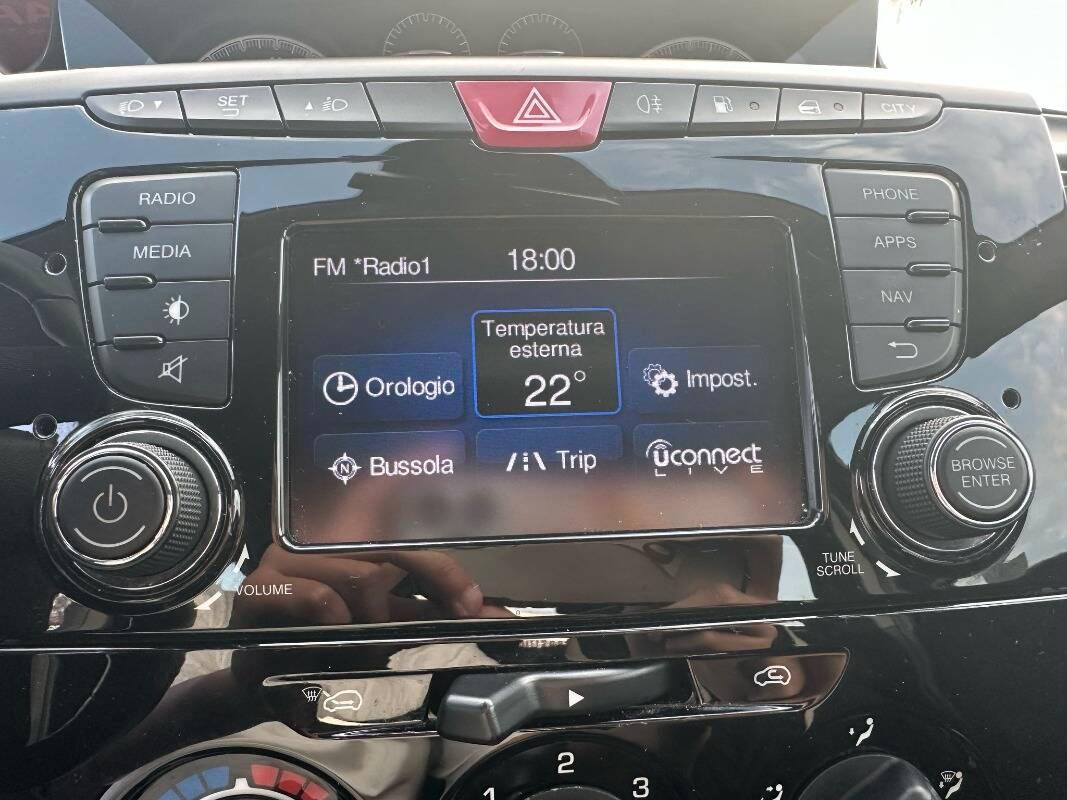 SET
CITY
RADIO
MEDIA
PHONE
APPS
NAV
FM *Radio1
18:00
Temperatura
esterna
22°
Orologio
Impost.
N
Bussola
Trip
uconnect
LIVE
BROWSE
ENTER
VOLUME
TUNE
SCROLL
1
2
3